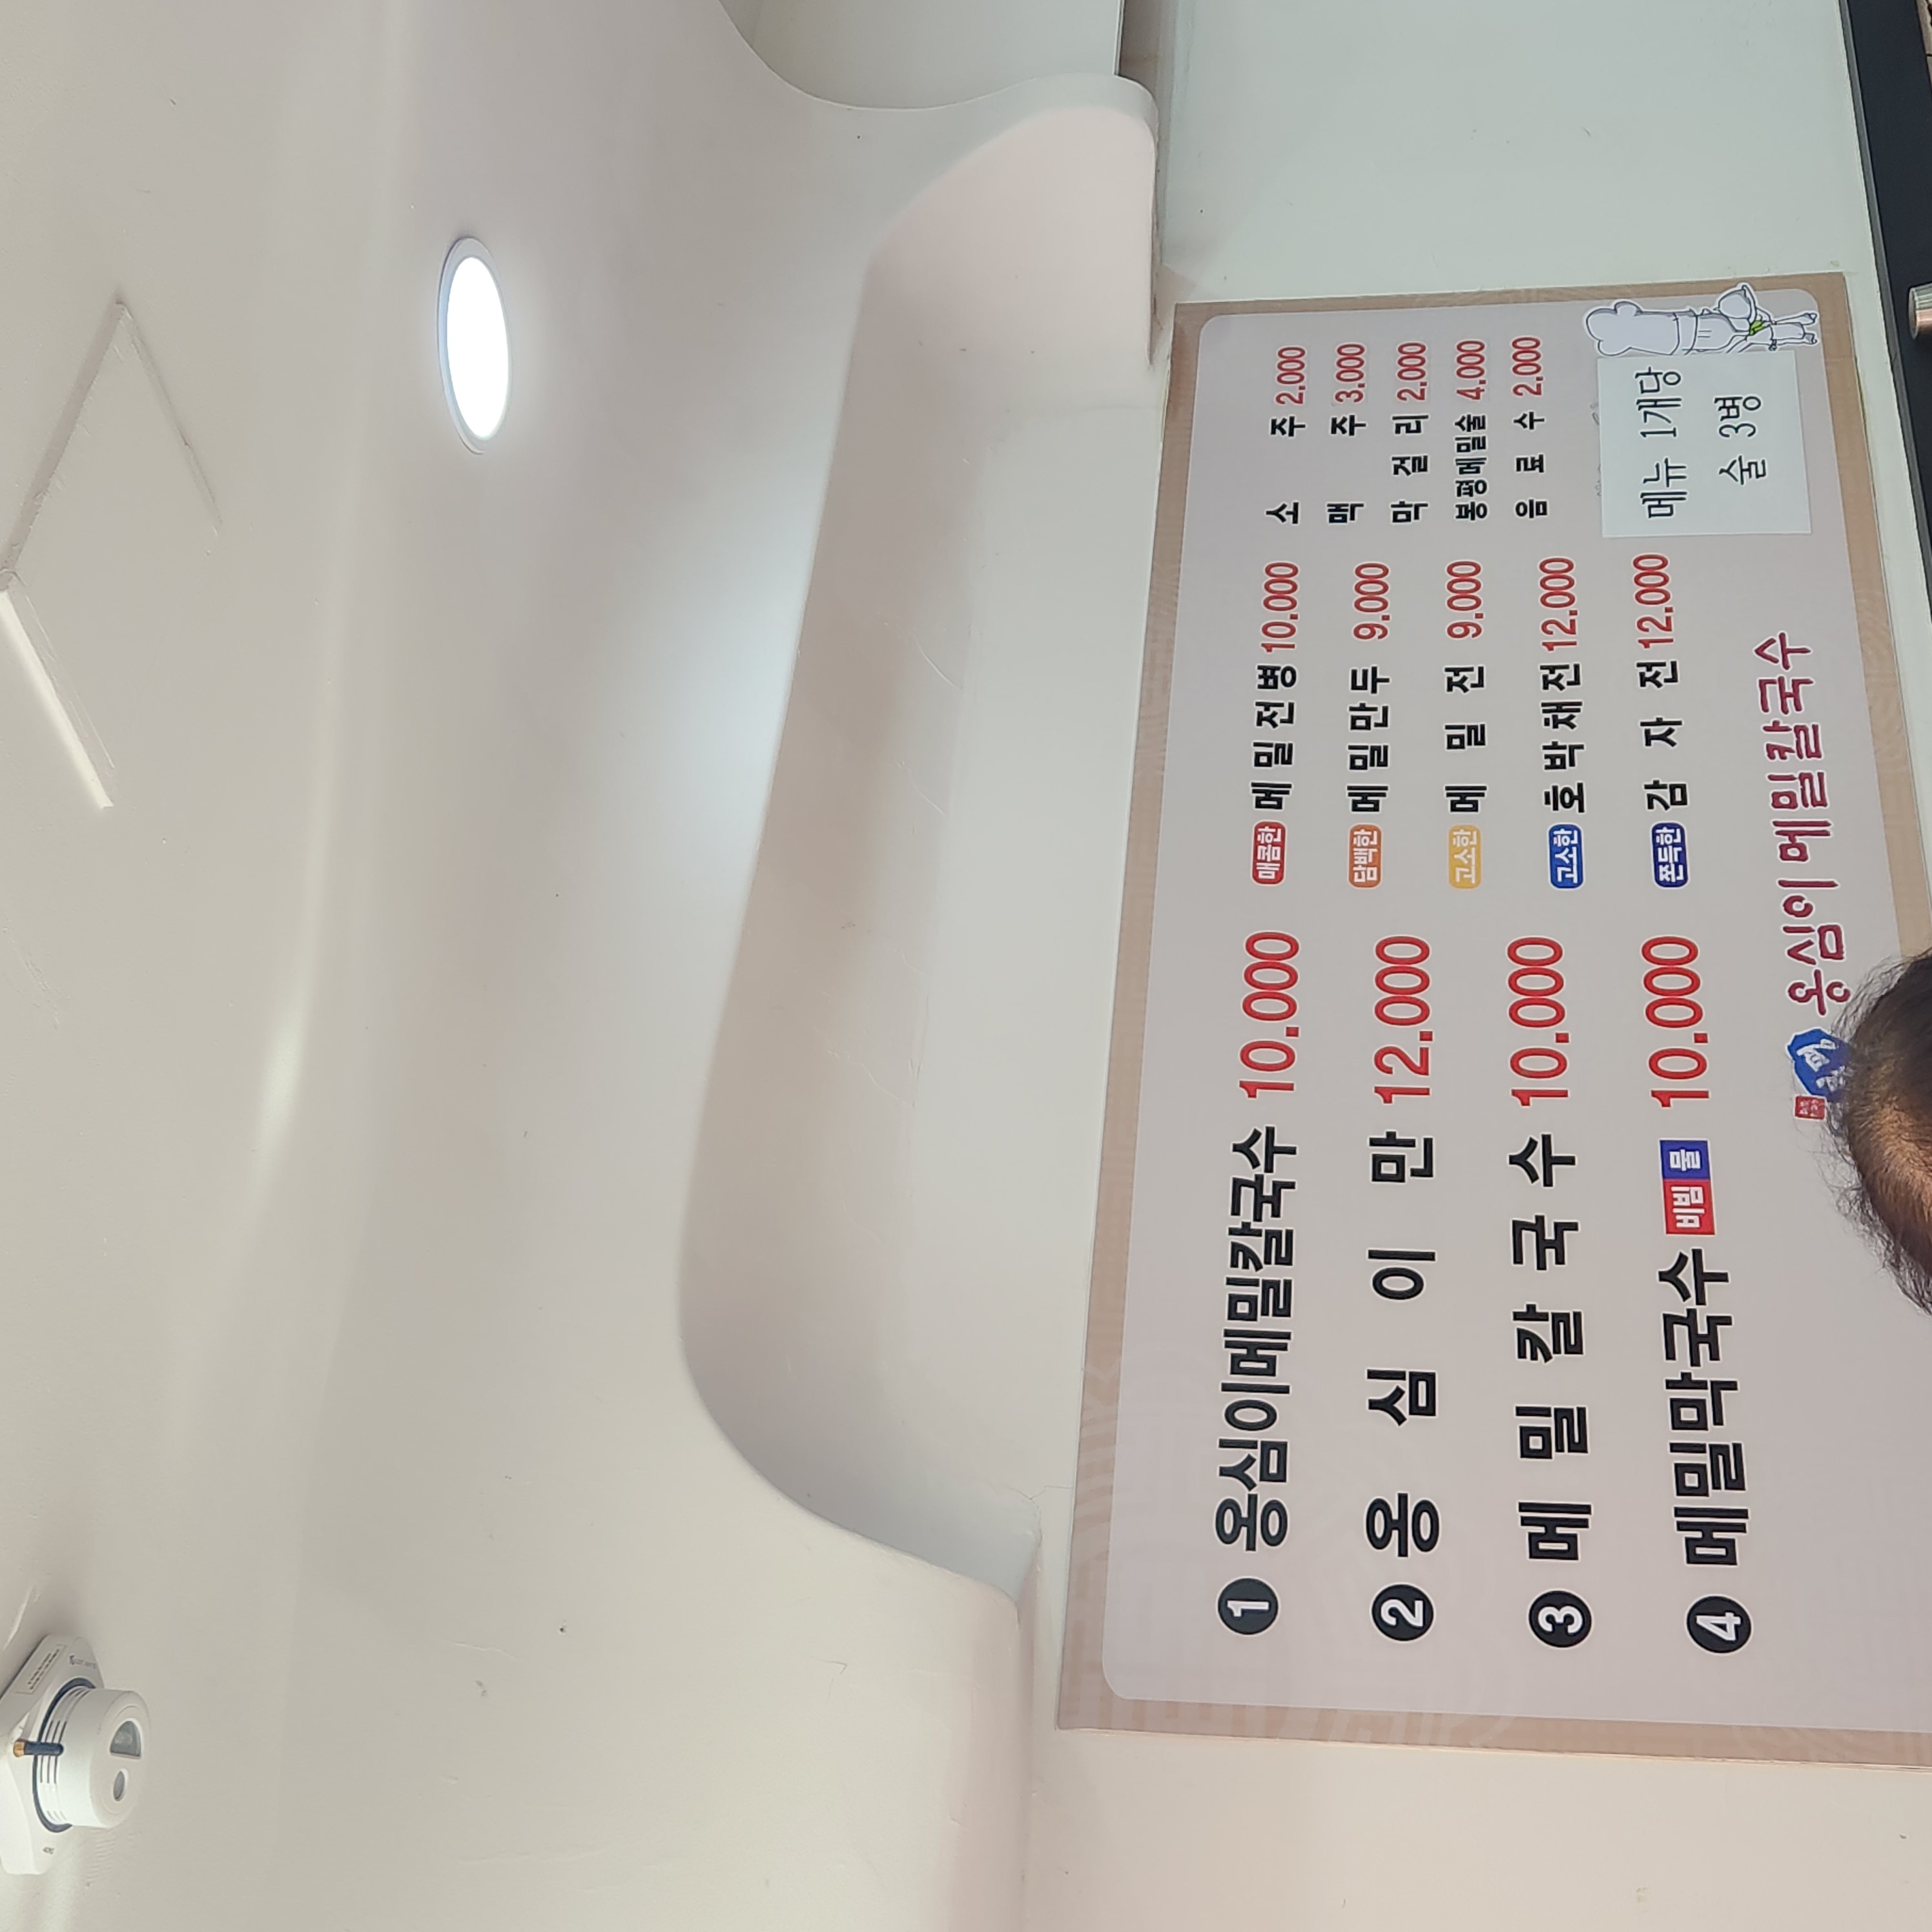 1 옹심이메밀칼국수 10.000
2 옹심이만 12.000
3 메밀칼국수 10.000
4 메밀막국수 비빔 물 10.000
매콤한 메밀전병 10.000
담백한 메밀만두 9.000
고소한 메밀전 9.000
고소한 호박채전 12.000
쫀득한 감자전 12.000
소주 2.000
맥주 3.000
막걸리 2.000
봉평메밀술 4.000
음료수 2.000
메뉴 1개당
술 3병
옹심이 메밀칼국수